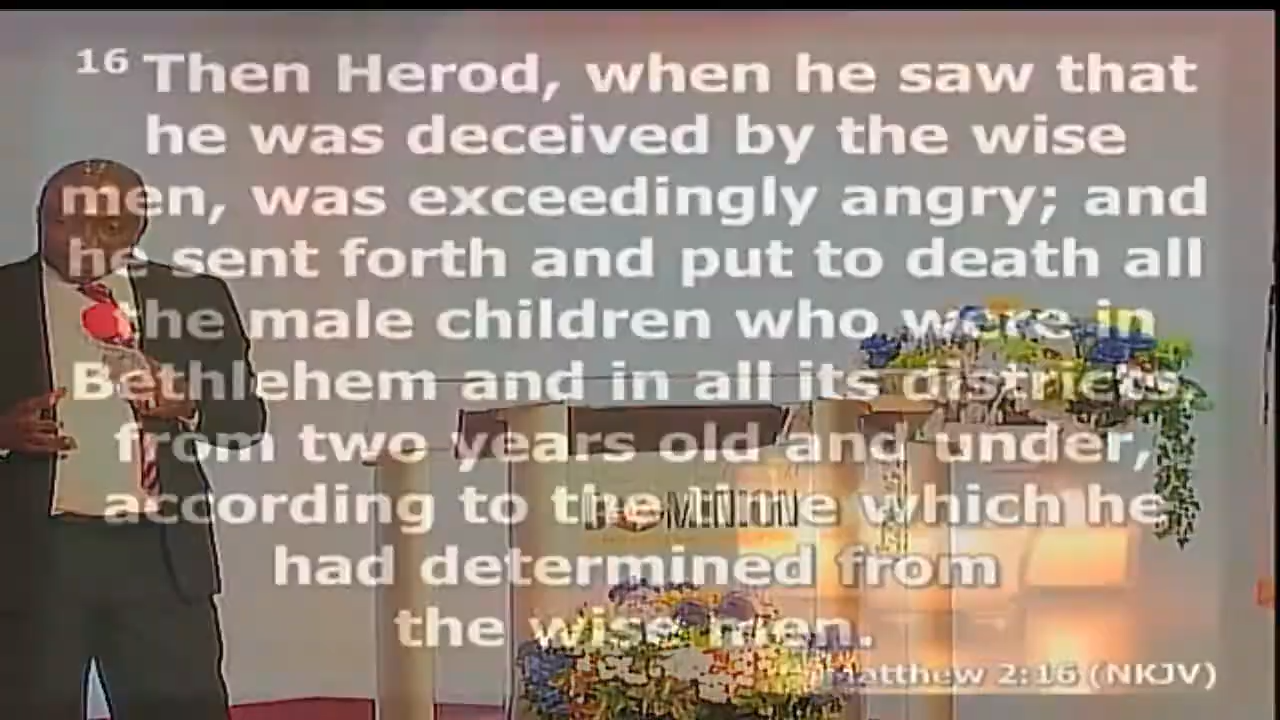 16 Then Herod, when he saw that
he was deceived by the wise
men, was exceedingly angry; and
he sent forth and put to death all
the male children who were in
Bethlehem and in all its districts
from two years old and under,
according to the time which he
had determined from
the wise men.
Matthew 2:16 (NKJV)
DOMINION